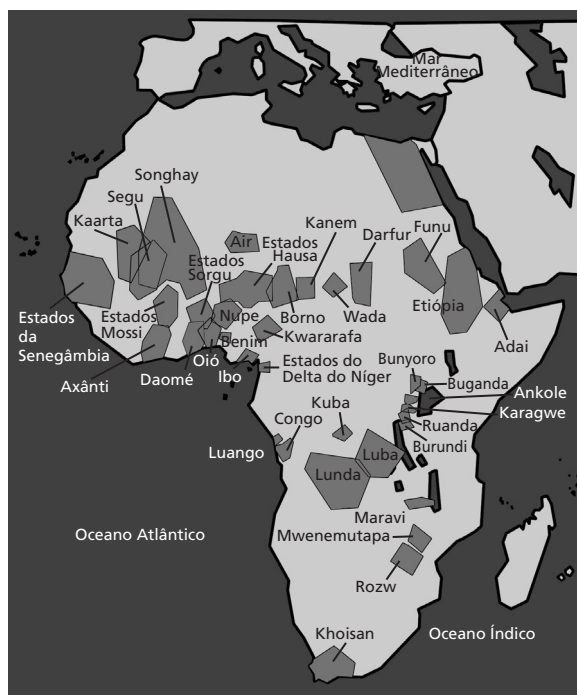 Mar
Mediterrâneo
Songhay
Segu
Kaarta
Air
Estados
Hausa
Kanem
Darfur
Funu
Estados
Sorgu
Estados
da
Senegâmbia
Estados
Mossi
Nupe
Borno
Wada
Etiópia
Adai
Benim
Kwararafa
Axânti
Daomé
Oió
Ibo
Estados do
Delta do Níger
Bunyoro
Buganda
Ankole
Karagwe
Kuba
Congo
Ruanda
Burundi
Luango
Luba
Lunda
Maravi
Mwenemutapa
Oceano Atlântico
Rozw
Khoisan
Oceano Índico